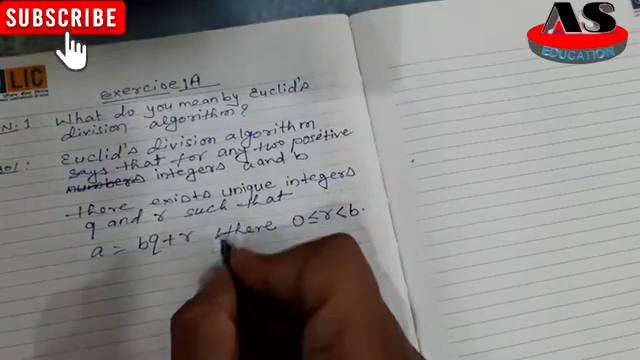 SUBSCRIBE
AS
EDUCATION
LIC
Exercise 1A
N: 1 What do you mean by Euclid's
division algorithm?
Sol: Euclid's division algorithm
says that for any two positive
numbers integers a and b
there exists unique integers
q and r such that
a = bq + r where 0 ≤ r < b.